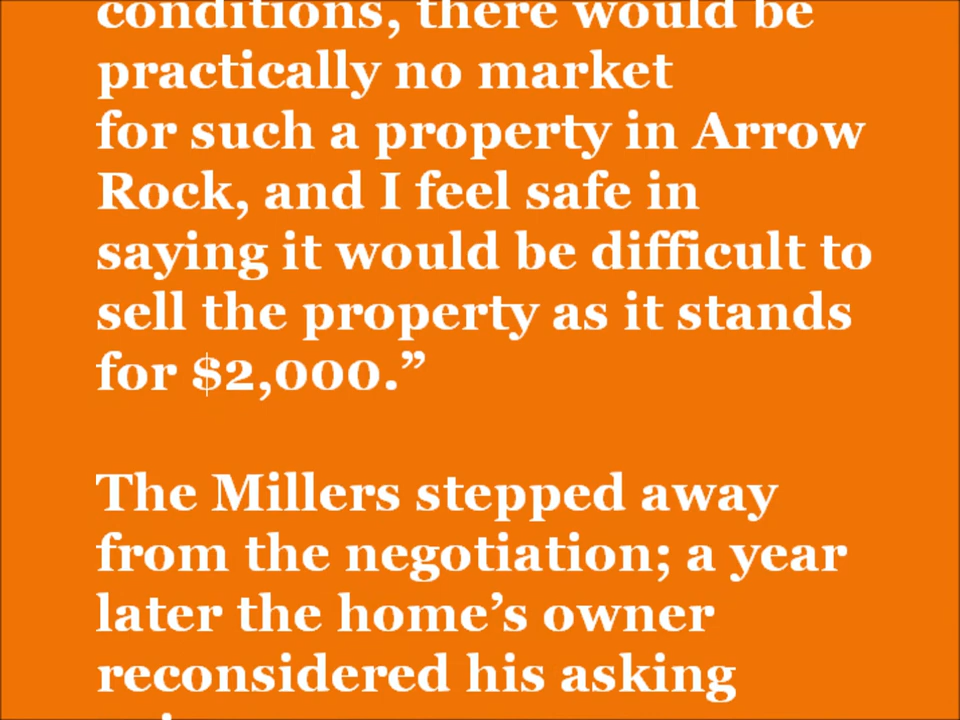 conditions, there would be
practically no market
for such a property in Arrow
Rock, and I feel safe in
saying it would be difficult to
sell the property as it stands
for $2,000.”
The Millers stepped away
from the negotiation; a year
later the home’s owner
reconsidered his asking